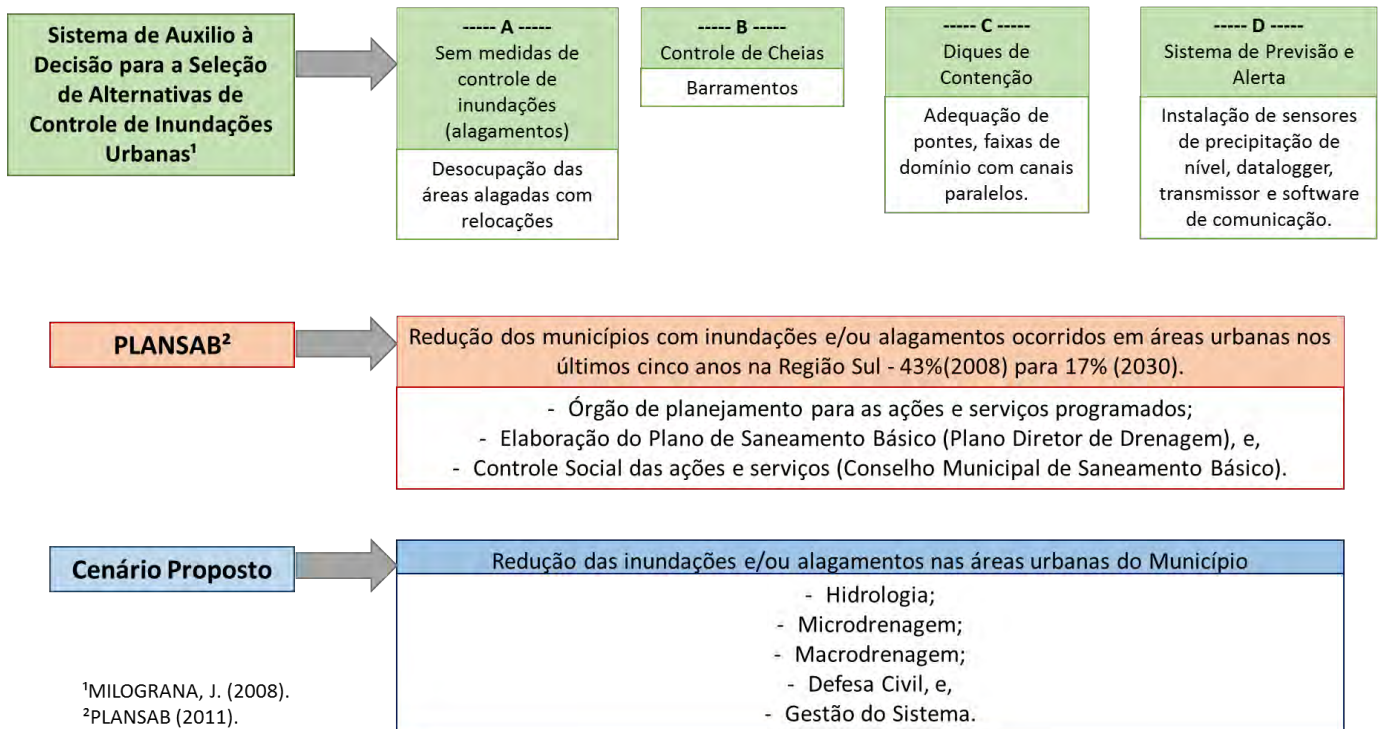 Sistema de Auxilio à
Decisão para a Seleção
de Alternativas de
Controle de Inundações
Urbanas¹
----- A -----
Sem medidas de
controle de
inundações
(alagamentos)
Desocupação das
áreas alagadas com
relocações
----- B -----
Controle de Cheias
Barramentos
----- C -----
Diques de
Contenção
Adequação de
pontes, faixas de
domínio com canais
paralelos.
----- D -----
Sistema de Previsão e
Alerta
Instalação de sensores
de precipitação de
nível, datalogger,
transmissor e software
de comunicação.
PLANSAB²
Redução dos municípios com inundações e/ou alagamentos ocorridos em áreas urbanas nos
últimos cinco anos na Região Sul - 43%(2008) para 17% (2030).
- Órgão de planejamento para as ações e serviços programados;
- Elaboração do Plano de Saneamento Básico (Plano Diretor de Drenagem), e,
- Controle Social das ações e serviços (Conselho Municipal de Saneamento Básico).
Cenário Proposto
Redução das inundações e/ou alagamentos nas áreas urbanas do Município
- Hidrologia;
- Microdrenagem;
- Macrodrenagem;
- Defesa Civil, e,
- Gestão do Sistema.
¹MILOGRANA, J. (2008).
²PLANSAB (2011).